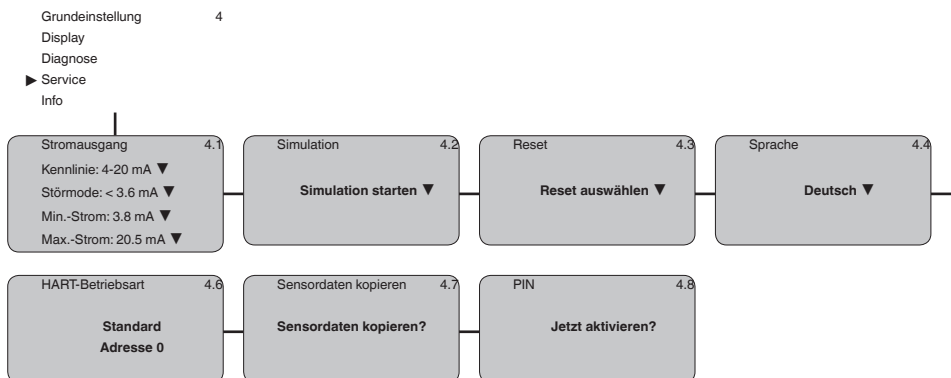 Grundeinstellung 4
Display
Diagnose
▶ Service
Info
Stromausgang 4.1
Kennlinie: 4-20 mA ▼
Störmode: < 3.6 mA ▼
Min.-Strom: 3.8 mA ▼
Max.-Strom: 20.5 mA ▼
Simulation 4.2
Simulation starten ▼
Reset 4.3
Reset auswählen ▼
Sprache 4.4
Deutsch ▼
HART-Betriebsart 4.6
Standard
Adresse 0
Sensordaten kopieren 4.7
Sensordaten kopieren?
PIN 4.8
Jetzt aktivieren?